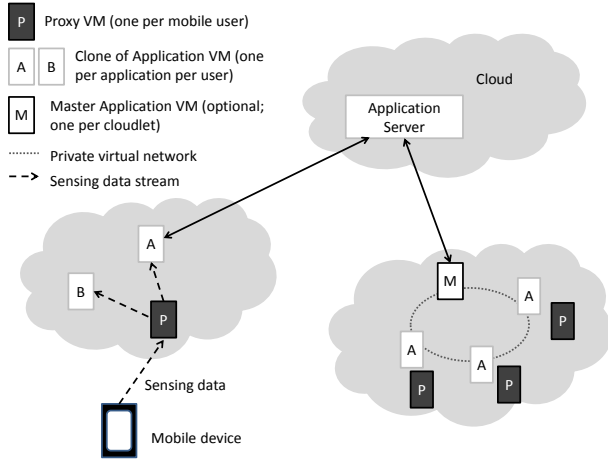 P
Proxy VM (one per mobile user)
A B
Clone of Application VM (one
per application per user)
M
Master Application VM (optional;
one per cloudlet)
Private virtual network
Sensing data stream
Cloud
Application
Server
A
B
P
Sensing data
Mobile device
M
A
P
A
P
A
P